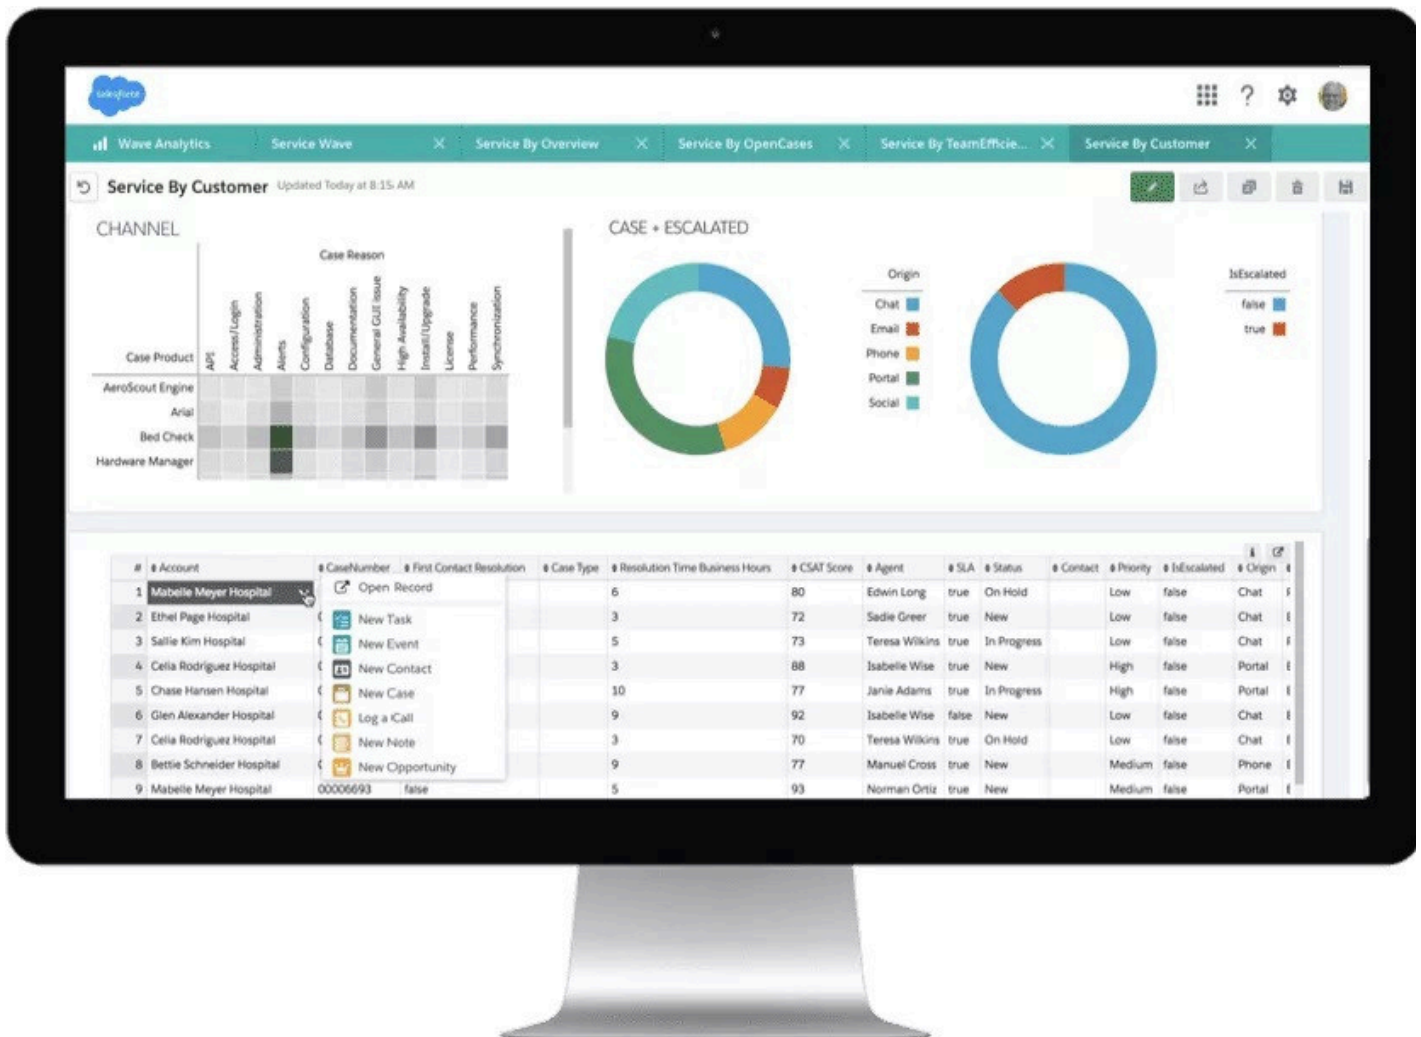 salesforce
Wave Analytics Service Wave Service By Overview Service By OpenCases Service By TeamEfficie... Service By Customer
Service By Customer Updated Today at 8:15 AM
CHANNEL
Case Reason
Case Product API Access/Login Administration Alerts Configuration Database Documentation General GUI issue High Availability Install/Upgrade License Performance Synchronization
AeroScout Engine
Arial
Bed Check
Hardware Manager
CASE + ESCALATED
Origin
Chat
Email
Phone
Portal
Social
IsEscalated
false
true
# Account CaseNumber First Contact Resolution Case Type Resolution Time Business Hours CSAT Score Agent SLA Status Contact Priority IsEscalated Origin
1 Mabelle Meyer Hospital 6 80 Edwin Long true On Hold Low false Chat
2 Ethel Page Hospital 3 72 Sadie Greer true New Low false Chat
3 Sallie Kim Hospital 5 73 Teresa Wilkins true In Progress Low false Chat
4 Celia Rodriguez Hospital 3 88 Isabelle Wise true New High false Portal
5 Chase Hansen Hospital 10 77 Janie Adams true In Progress High false Portal
6 Glen Alexander Hospital 9 92 Isabelle Wise false New Low false Chat
7 Celia Rodriguez Hospital 3 70 Teresa Wilkins true On Hold Low false Chat
8 Bettie Schneider Hospital 9 77 Manuel Cross true New Medium false Phone
9 Mabelle Meyer Hospital 00006693 false 5 93 Norman Ortiz true New Medium false Portal
Open Record
New Task
New Event
New Contact
New Case
Log a Call
New Note
New Opportunity